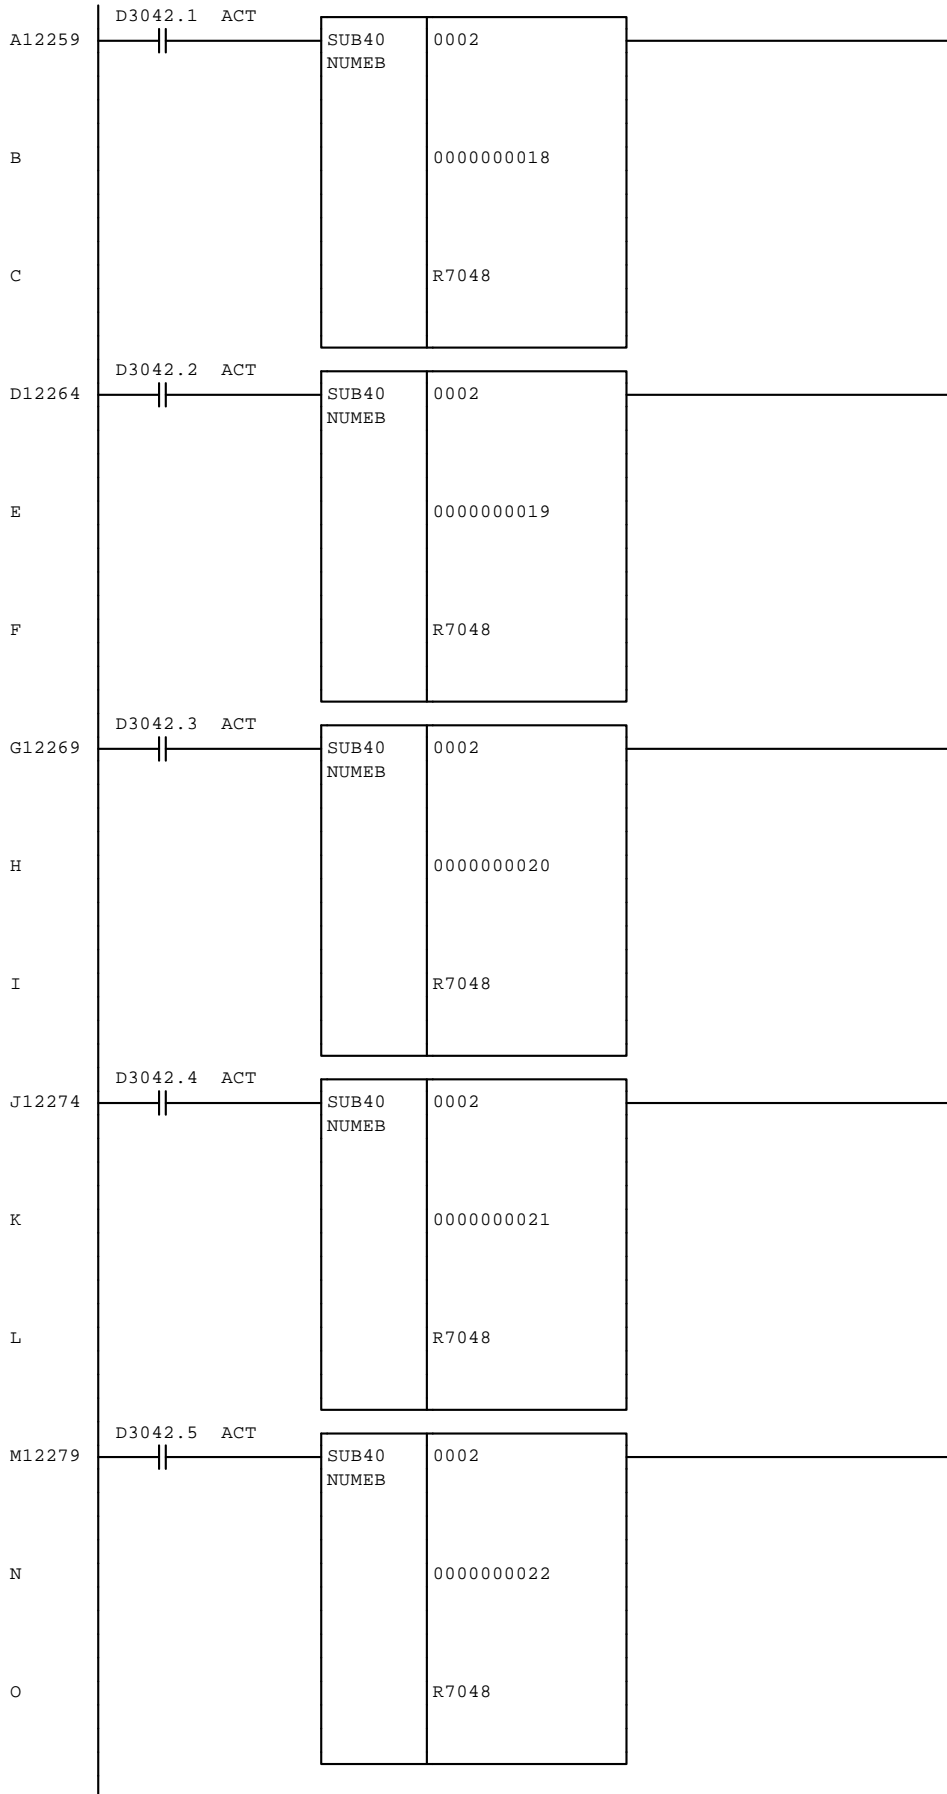 D3042.1 ACT
A12259 SUB40 0002
NUMEB
B 0000000018
C R7048
D3042.2 ACT
D12264 SUB40 0002
NUMEB
E 0000000019
F R7048
D3042.3 ACT
G12269 SUB40 0002
NUMEB
H 0000000020
I R7048
D3042.4 ACT
J12274 SUB40 0002
NUMEB
K 0000000021
L R7048
D3042.5 ACT
M12279 SUB40 0002
NUMEB
N 0000000022
O R7048